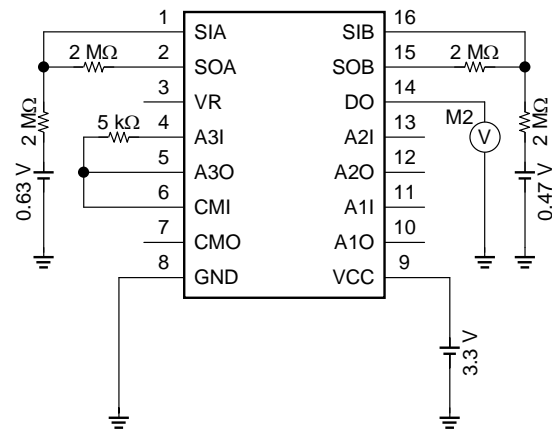 1 SIA SIB 16
2 MΩ 2 SOA SOB 15 2 MΩ
3 VR DO 14
M2 V
2 MΩ
5 kΩ 4 A3I A2I 13
2 MΩ
0.63 V
5 A3O A2O 12
0.47 V
6 CMI A1I 11
7 CMO A1O 10
8 GND VCC 9
3.3 V